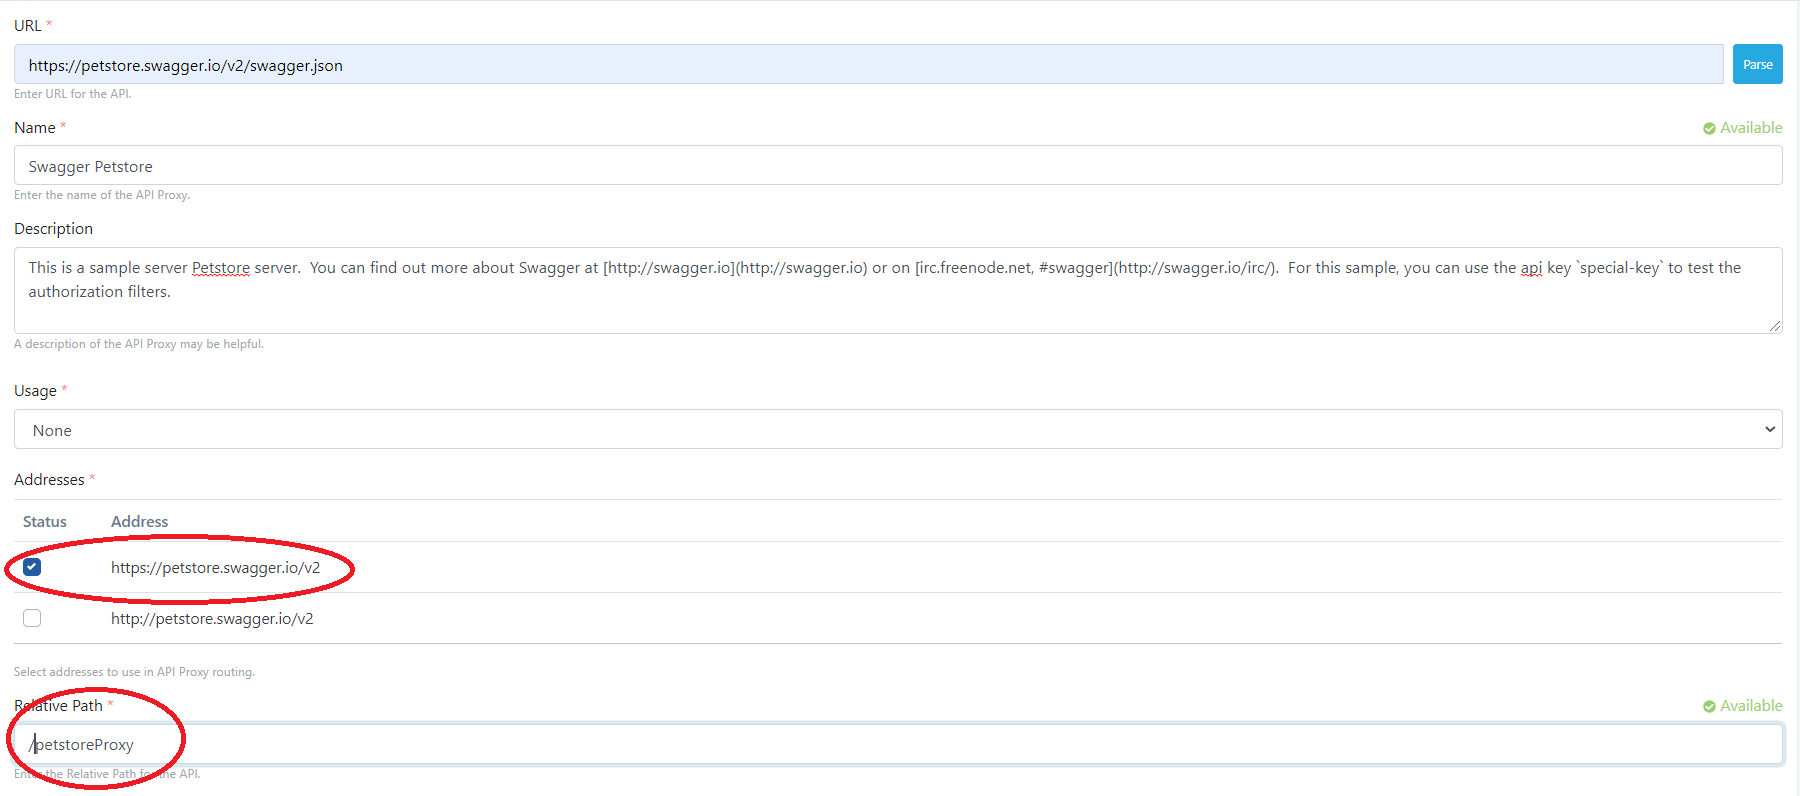 URL *
https://petstore.swagger.io/v2/swagger.json
Parse
Enter URL for the API.
Name *
Available
Swagger Petstore
Enter the name of the API Proxy.
Description
This is a sample server Petstore server.  You can find out more about Swagger at [http://swagger.io](http://swagger.io) or on [irc.freenode.net, #swagger](http://swagger.io/irc/).  For this sample, you can use the api key `special-key` to test the
authorization filters.
A description of the API Proxy may be helpful.
Usage *
None
Addresses *
Status Address
https://petstore.swagger.io/v2
http://petstore.swagger.io/v2
Select addresses to use in API Proxy routing.
Relative Path *
Available
/petstoreProxy
Enter the Relative Path for the API.